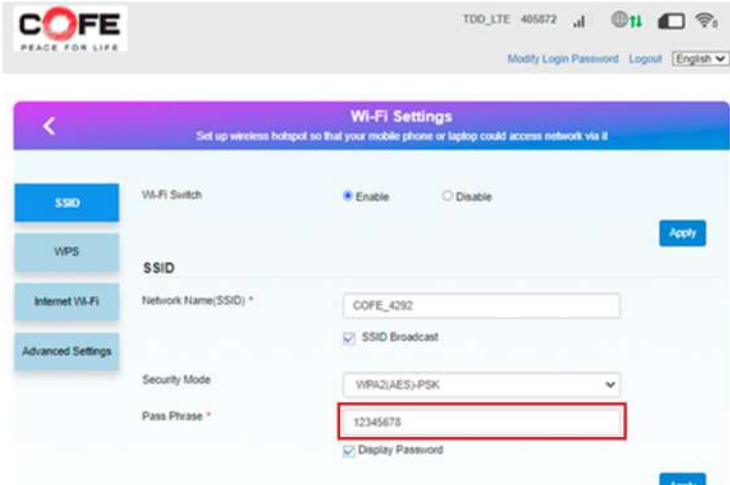 COFE
PEACE FOR LIFE
TDD_LTE 405872
Modify Login Password Logout English
Wi-Fi Settings
Set up wireless hotspot so that your mobile phone or laptop could access network via it
SSID
WPS
Internet Wi-Fi
Advanced Settings
Wi-Fi Switch Enable Disable
Apply
SSID
Network Name(SSID) * COFE_4292
SSID Broadcast
Security Mode WPA2(AES)-PSK
Pass Phrase * 12345678
Display Password
Apply